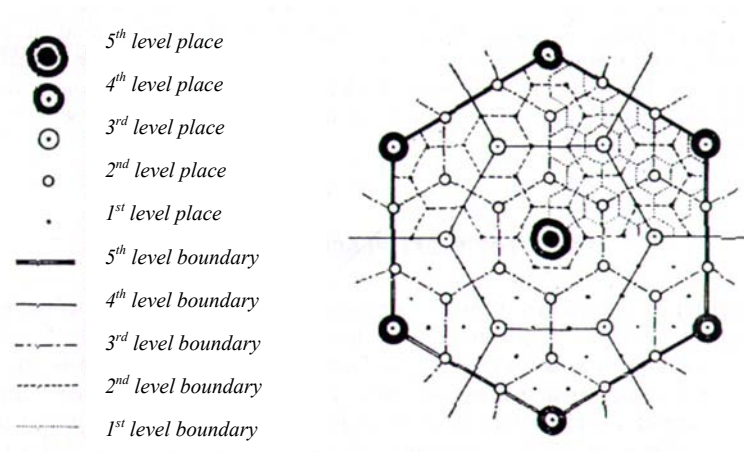 5th level place
4th level place
3rd level place
2nd level place
1st level place
5th level boundary
4th level boundary
3rd level boundary
2nd level boundary
1st level boundary